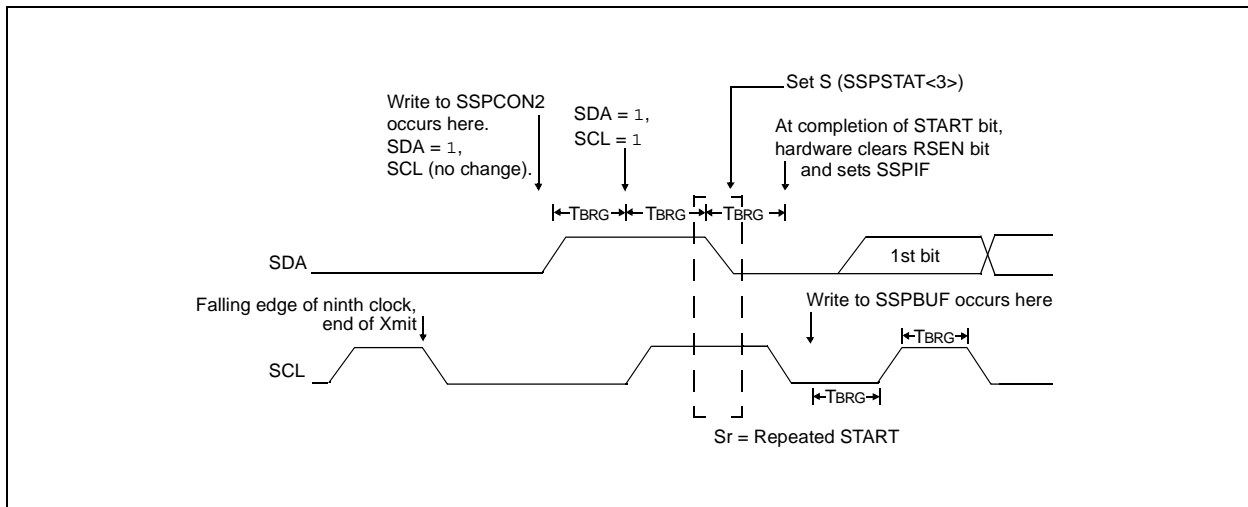 Set S (SSPSTAT<3>)
Write to SSPCON2
occurs here.
SDA = 1,
SCL (no change).
SDA = 1,
SCL = 1
At completion of START bit,
hardware clears RSEN bit
and sets SSPIF
TBRG
TBRG
TBRG
SDA
1st bit
Falling edge of ninth clock,
end of Xmit
Write to SSPBUF occurs here
TBRG
SCL
TBRG
Sr = Repeated START